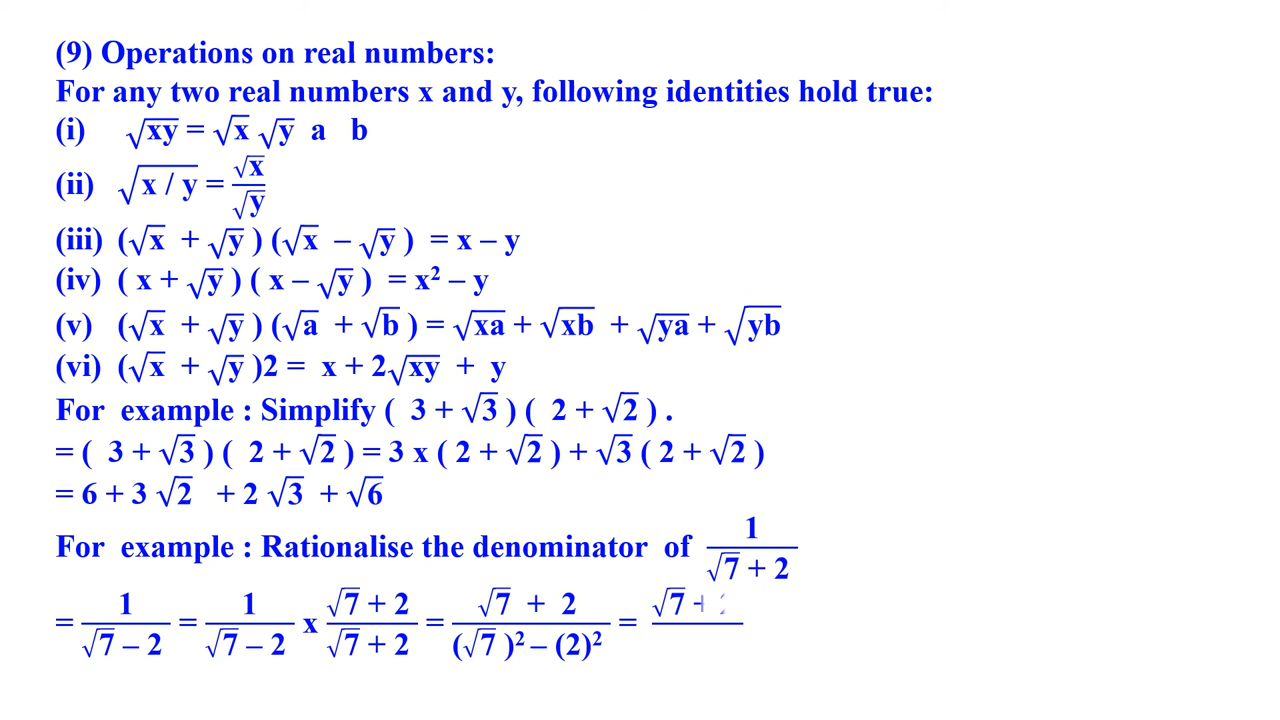 (9) Operations on real numbers:
For any two real numbers x and y, following identities hold true:
(i) √xy = √x √y a b
(ii) √x / y = √x / √y
(iii) (√x + √y ) (√x – √y ) = x – y
(iv) ( x + √y ) ( x – √y ) = x² – y
(v) (√x + √y ) (√a + √b ) = √xa + √xb + √ya + √yb
(vi) (√x + √y )2 = x + 2√xy + y
For example : Simplify ( 3 + √3 ) ( 2 + √2 ) .
= ( 3 + √3 ) ( 2 + √2 ) = 3 x ( 2 + √2 ) + √3 ( 2 + √2 )
= 6 + 3 √2 + 2 √3 + √6
For example : Rationalise the denominator of 1 / √7 + 2
= 1 / √7 – 2 = 1 / √7 – 2 x √7 + 2 / √7 + 2 = √7 + 2 / (√7 )² – (2)² = √7 +